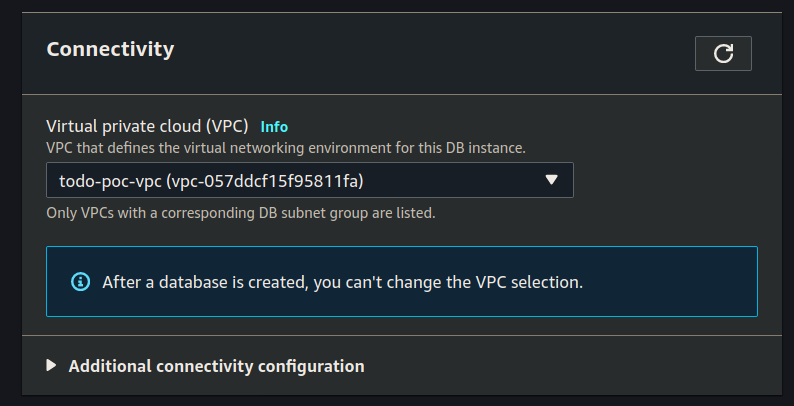 Connectivity
Virtual private cloud (VPC) Info
VPC that defines the virtual networking environment for this DB instance.
todo-poc-vpc (vpc-057ddcf15f95811fa)
Only VPCs with a corresponding DB subnet group are listed.
After a database is created, you can't change the VPC selection.
Additional connectivity configuration